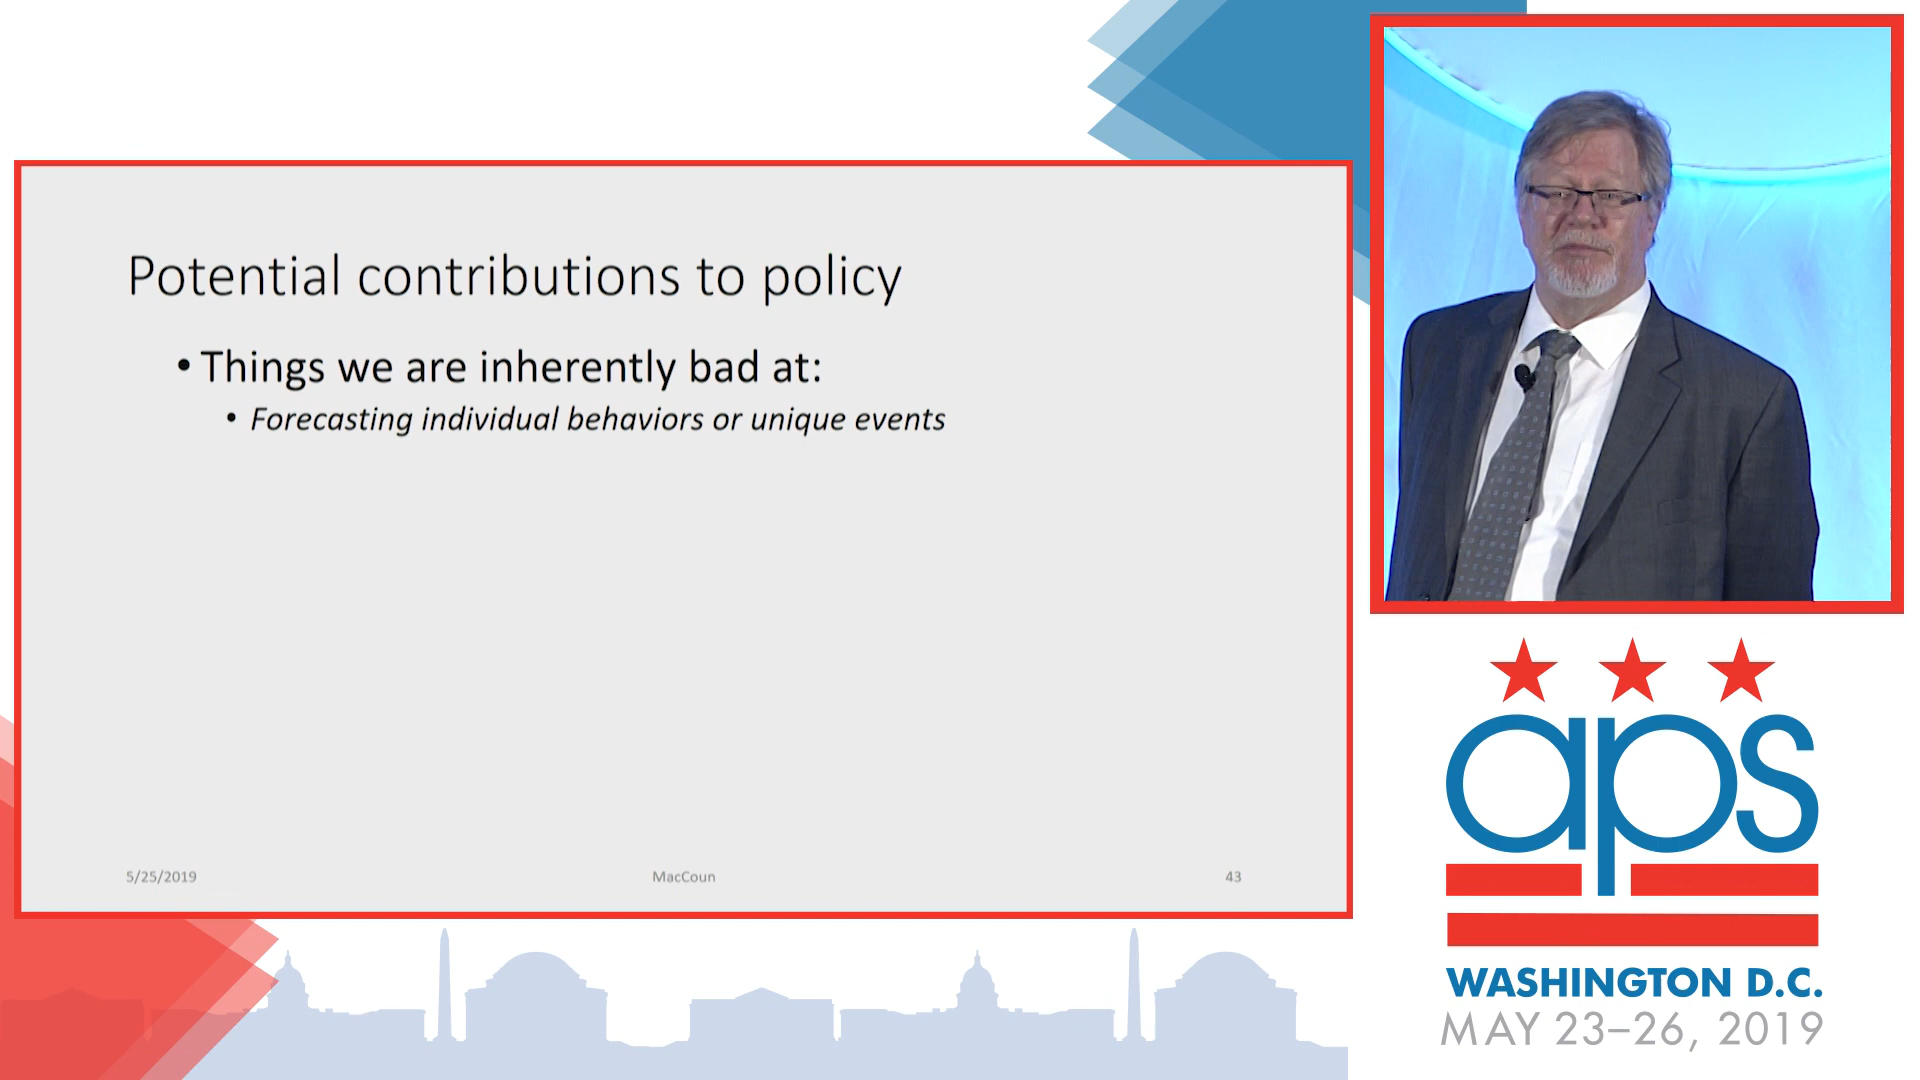 Potential contributions to policy
• Things we are inherently bad at:
• Forecasting individual behaviors or unique events
5/25/2019
MacCoun
43
aps
WASHINGTON D.C.
MAY 23–26, 2019